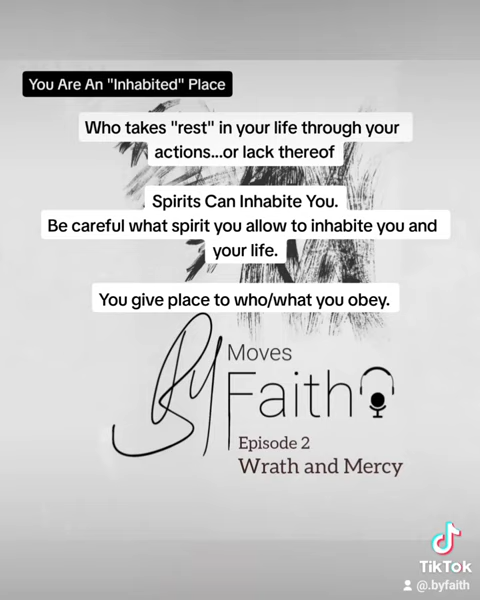 You Are An "Inhabited" Place
Who takes "rest" in your life through your
actions...or lack thereof
Spirits Can Inhabite You.
Be careful what spirit you allow to inhabite you and
your life.
You give place to who/what you obey.
Moves
By Faith
Episode 2
Wrath and Mercy
TikTok
@.byfaith